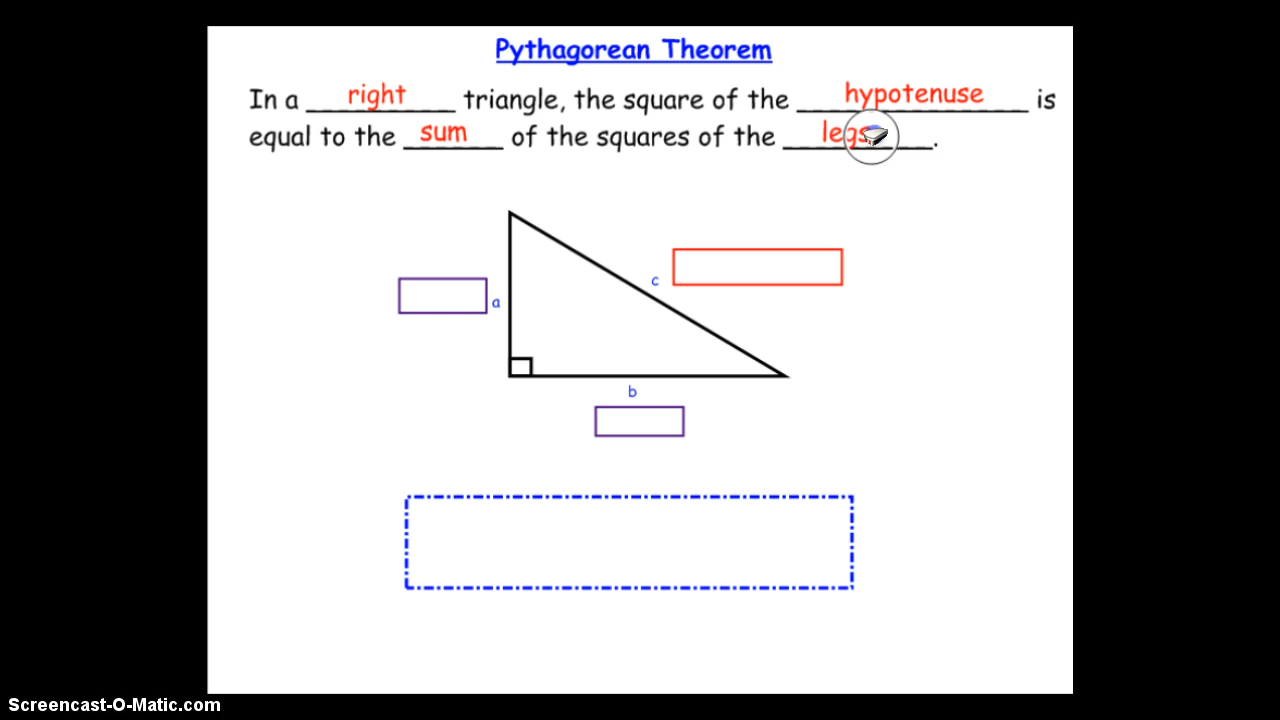 Pythagorean Theorem
In a right triangle, the square of the hypotenuse is
equal to the sum of the squares of the legs.
c
a
b
Screencast-O-Matic.com